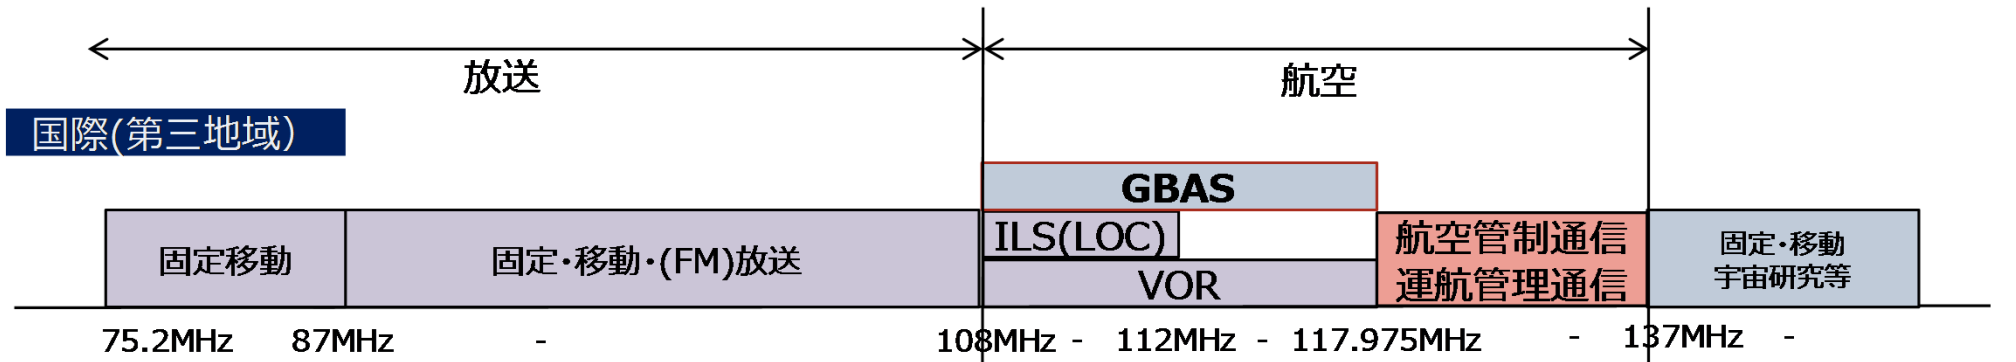 放送
航空
国際(第三地域）
GBAS
ILS(LOC)
VOR
固定移動
固定・移動・(FM)放送
航空管制通信
運航管理通信
固定・移動
宇宙研究等
75.2MHz 87MHz - 108MHz - 112MHz - 117.975MHz - 137MHz -